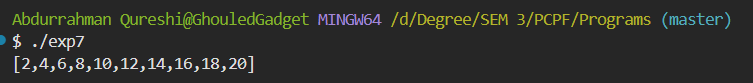 Abdurrahman Qureshi@GhouledGadget MINGW64 /d/Degree/SEM 3/PCPF/Programs (master)
$ ./exp7
[2,4,6,8,10,12,14,16,18,20]